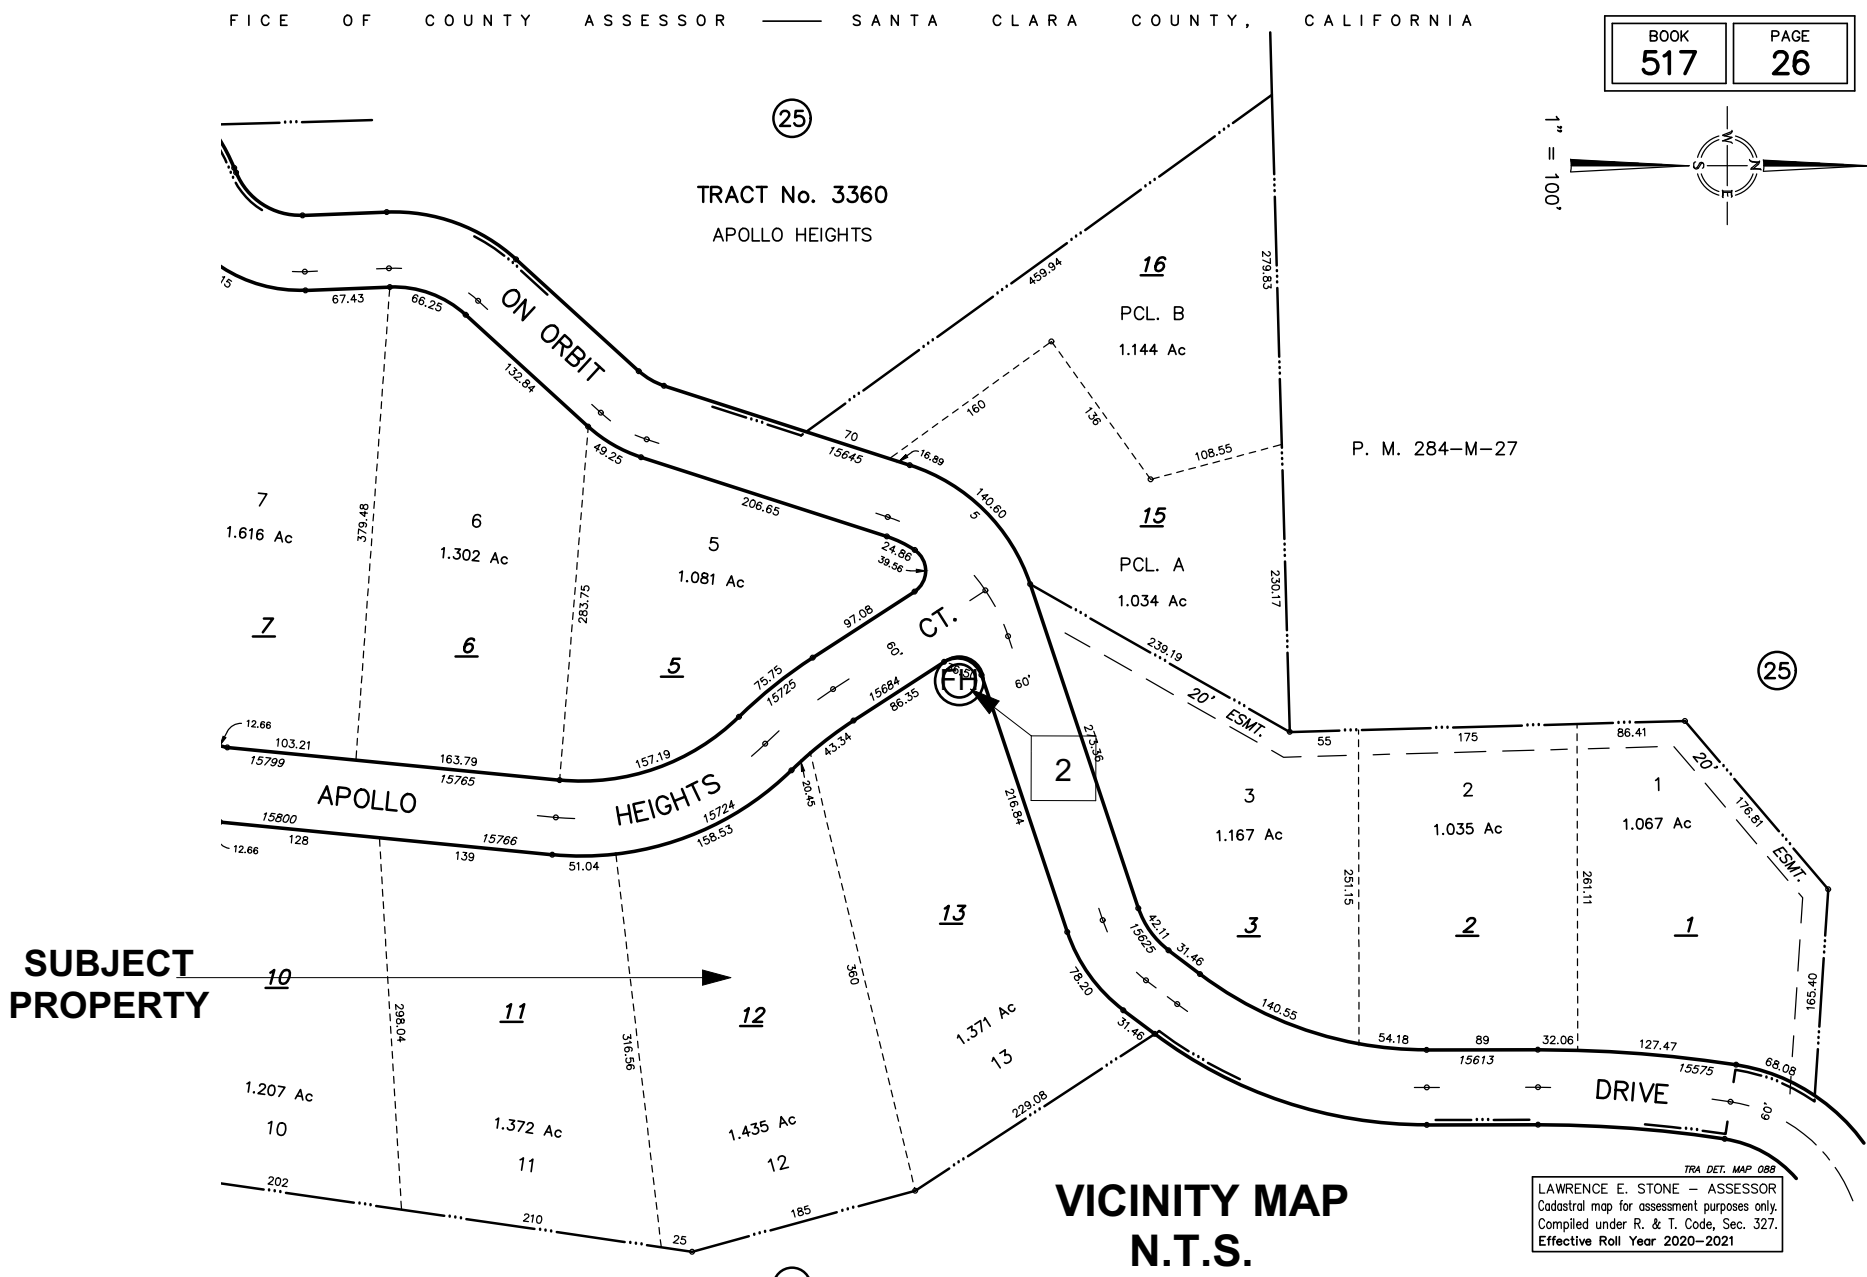 FICE OF COUNTY ASSESSOR —— SANTA CLARA COUNTY, CALIFORNIA
BOOK
517
PAGE
26
1" = 100'
W
N
S
E
25
TRACT No. 3360
APOLLO HEIGHTS
16
PCL. B
1.144 Ac
459.94
279.83
160
136
108.55
P. M. 284-M-27
15
67.43
66.25
ON ORBIT
132.84
49.25
206.65
70
15645
16.89
140.60
5
15
PCL. A
1.034 Ac
230.17
239.19
20' ESMT.
7
1.616 Ac
7
379.48
6
1.302 Ac
6
283.75
5
1.081 Ac
5
24.86
39.56
97.08
75.75
15725
60'
CT.
60'
FH
15684
86.35
43.34
20.45
2
273.36
216.84
25
55
175
86.41
20'
ESMT.
176.81
165.40
3
1.167 Ac
3
251.15
2
1.035 Ac
2
261.11
1
1.067 Ac
1
12.66
103.21
15799
163.79
15765
157.19
APOLLO
HEIGHTS
15800
128
12.66
15766
139
51.04
15724
158.53
SUBJECT
PROPERTY
10
298.04
1.207 Ac
10
202
11
316.56
1.372 Ac
11
210
12
1.435 Ac
12
25
185
360
13
1.371 Ac
13
229.08
78.20
31.46
42.11
15625
31.46
140.55
54.18
89
15613
32.06
127.47
15575
68.08
DRIVE
60'
VICINITY MAP
N.T.S.
TRA DET. MAP 088
LAWRENCE E. STONE - ASSESSOR
Cadastral map for assessment purposes only.
Compiled under R. & T. Code, Sec. 327.
Effective Roll Year 2020-2021